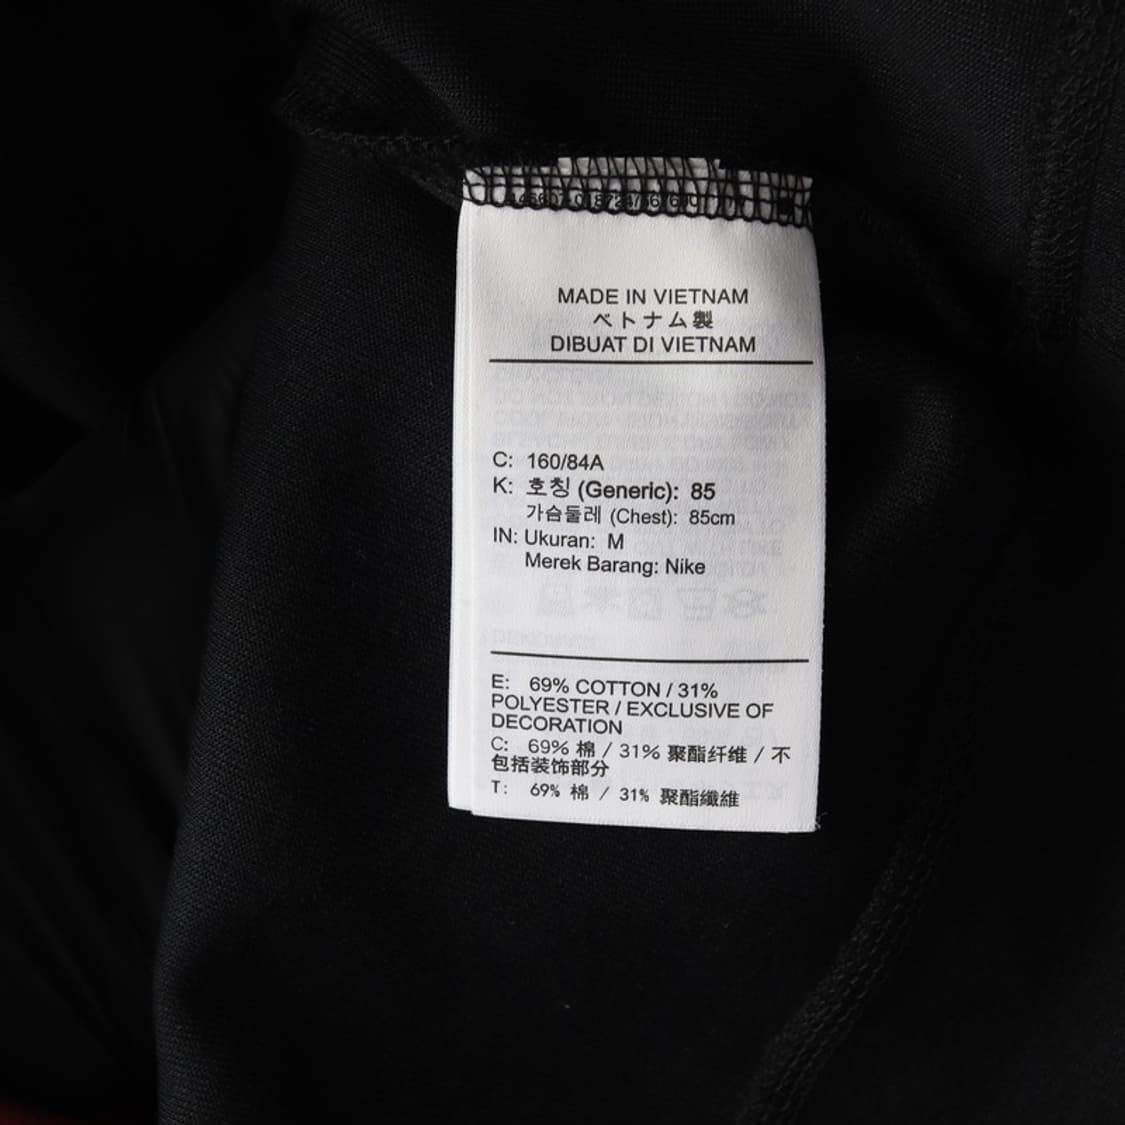 MADE IN VIETNAM
ベトナム製
DIBUAT DI VIETNAM
C: 160/84A
K: 호칭 (Generic): 85
가슴둘레 (Chest): 85cm
IN: Ukuran: M
Merek Barang: Nike
E: 69% COTTON / 31%
POLYESTER / EXCLUSIVE OF
DECORATION
C: 69% 棉 / 31% 聚酯纤维 / 不
包括装饰部分
T: 69% 棉 / 31% 聚酯纖維